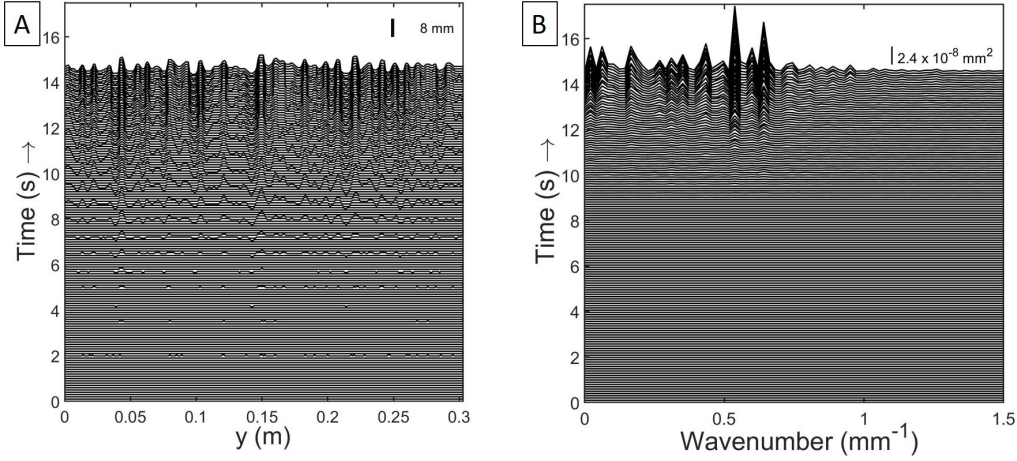 A
8 mm
16
14
12
10
8
6
4
2
0
Time (s) →
0 0.05 0.1 0.15 0.2 0.25 0.3
y (m)
B
2.4 x 10⁻⁸ mm²
16
14
12
10
8
6
4
2
0
Time (s) →
0 0.5 1 1.5
Wavenumber (mm⁻¹)